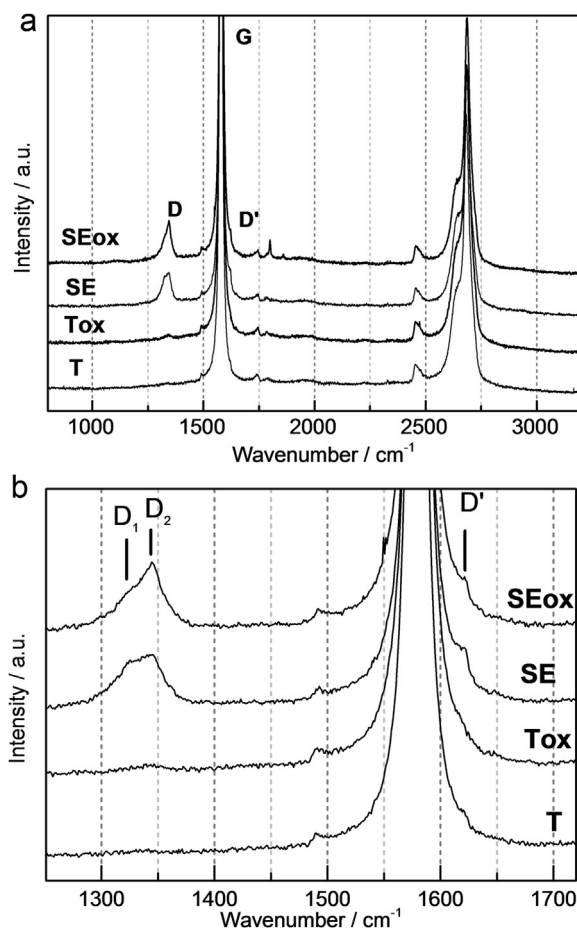 a
G
D
D'
SEox
SE
Tox
T
Intensity / a.u.
1000 1500 2000 2500 3000
Wavenumber / cm⁻¹
b
D₁ D₂ D'
SEox
SE
Tox
T
Intensity / a.u.
1300 1400 1500 1600 1700
Wavenumber / cm⁻¹